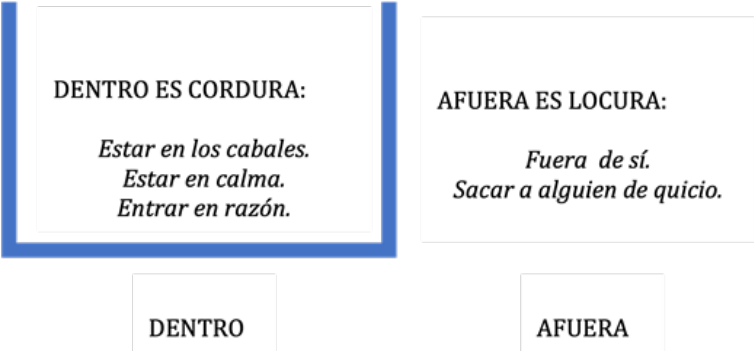 DENTRO ES CORDURA:
Estar en los cabales.
Estar en calma.
Entrar en razón.
AFUERA ES LOCURA:
Fuera de sí.
Sacar a alguien de quicio.
DENTRO
AFUERA